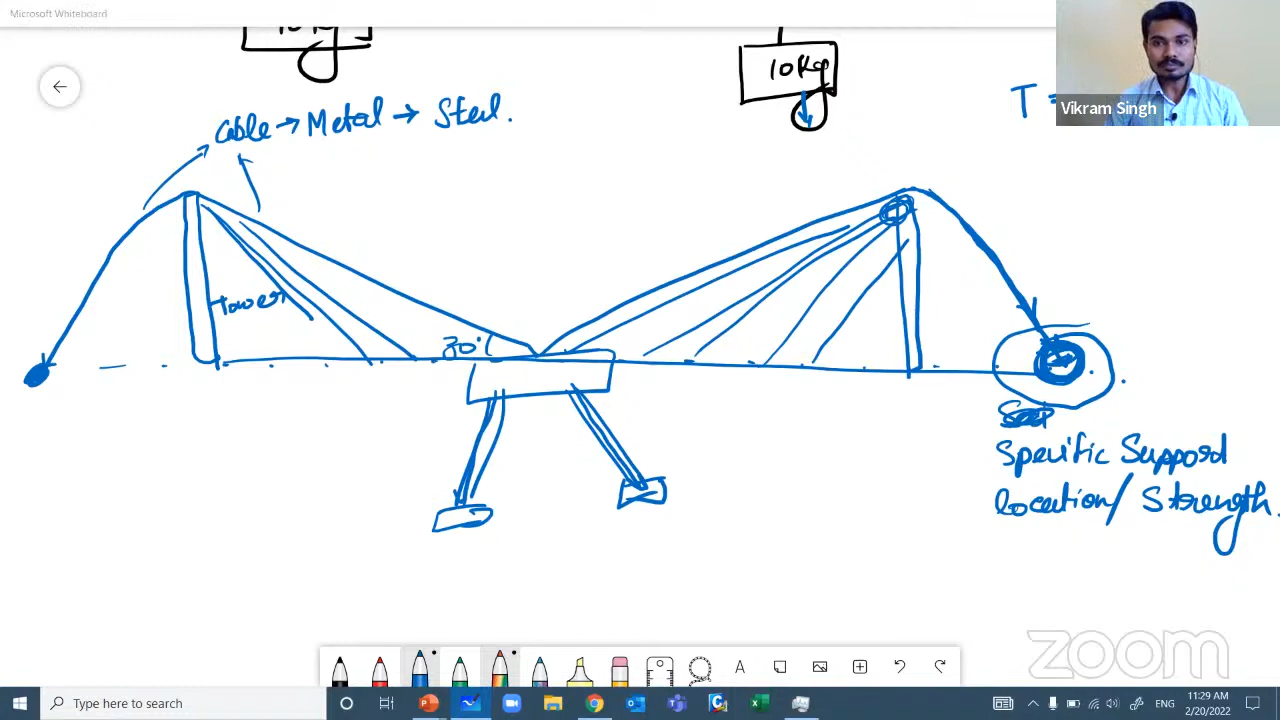 Microsoft Whiteboard
10Kg
10Kg
T =
Vikram Singh
Cable → Metal → Steel.
tower
30°
Specific Support
location/ Strength.
zoom
Type here to search
ENG
11:29 AM
2/20/2022